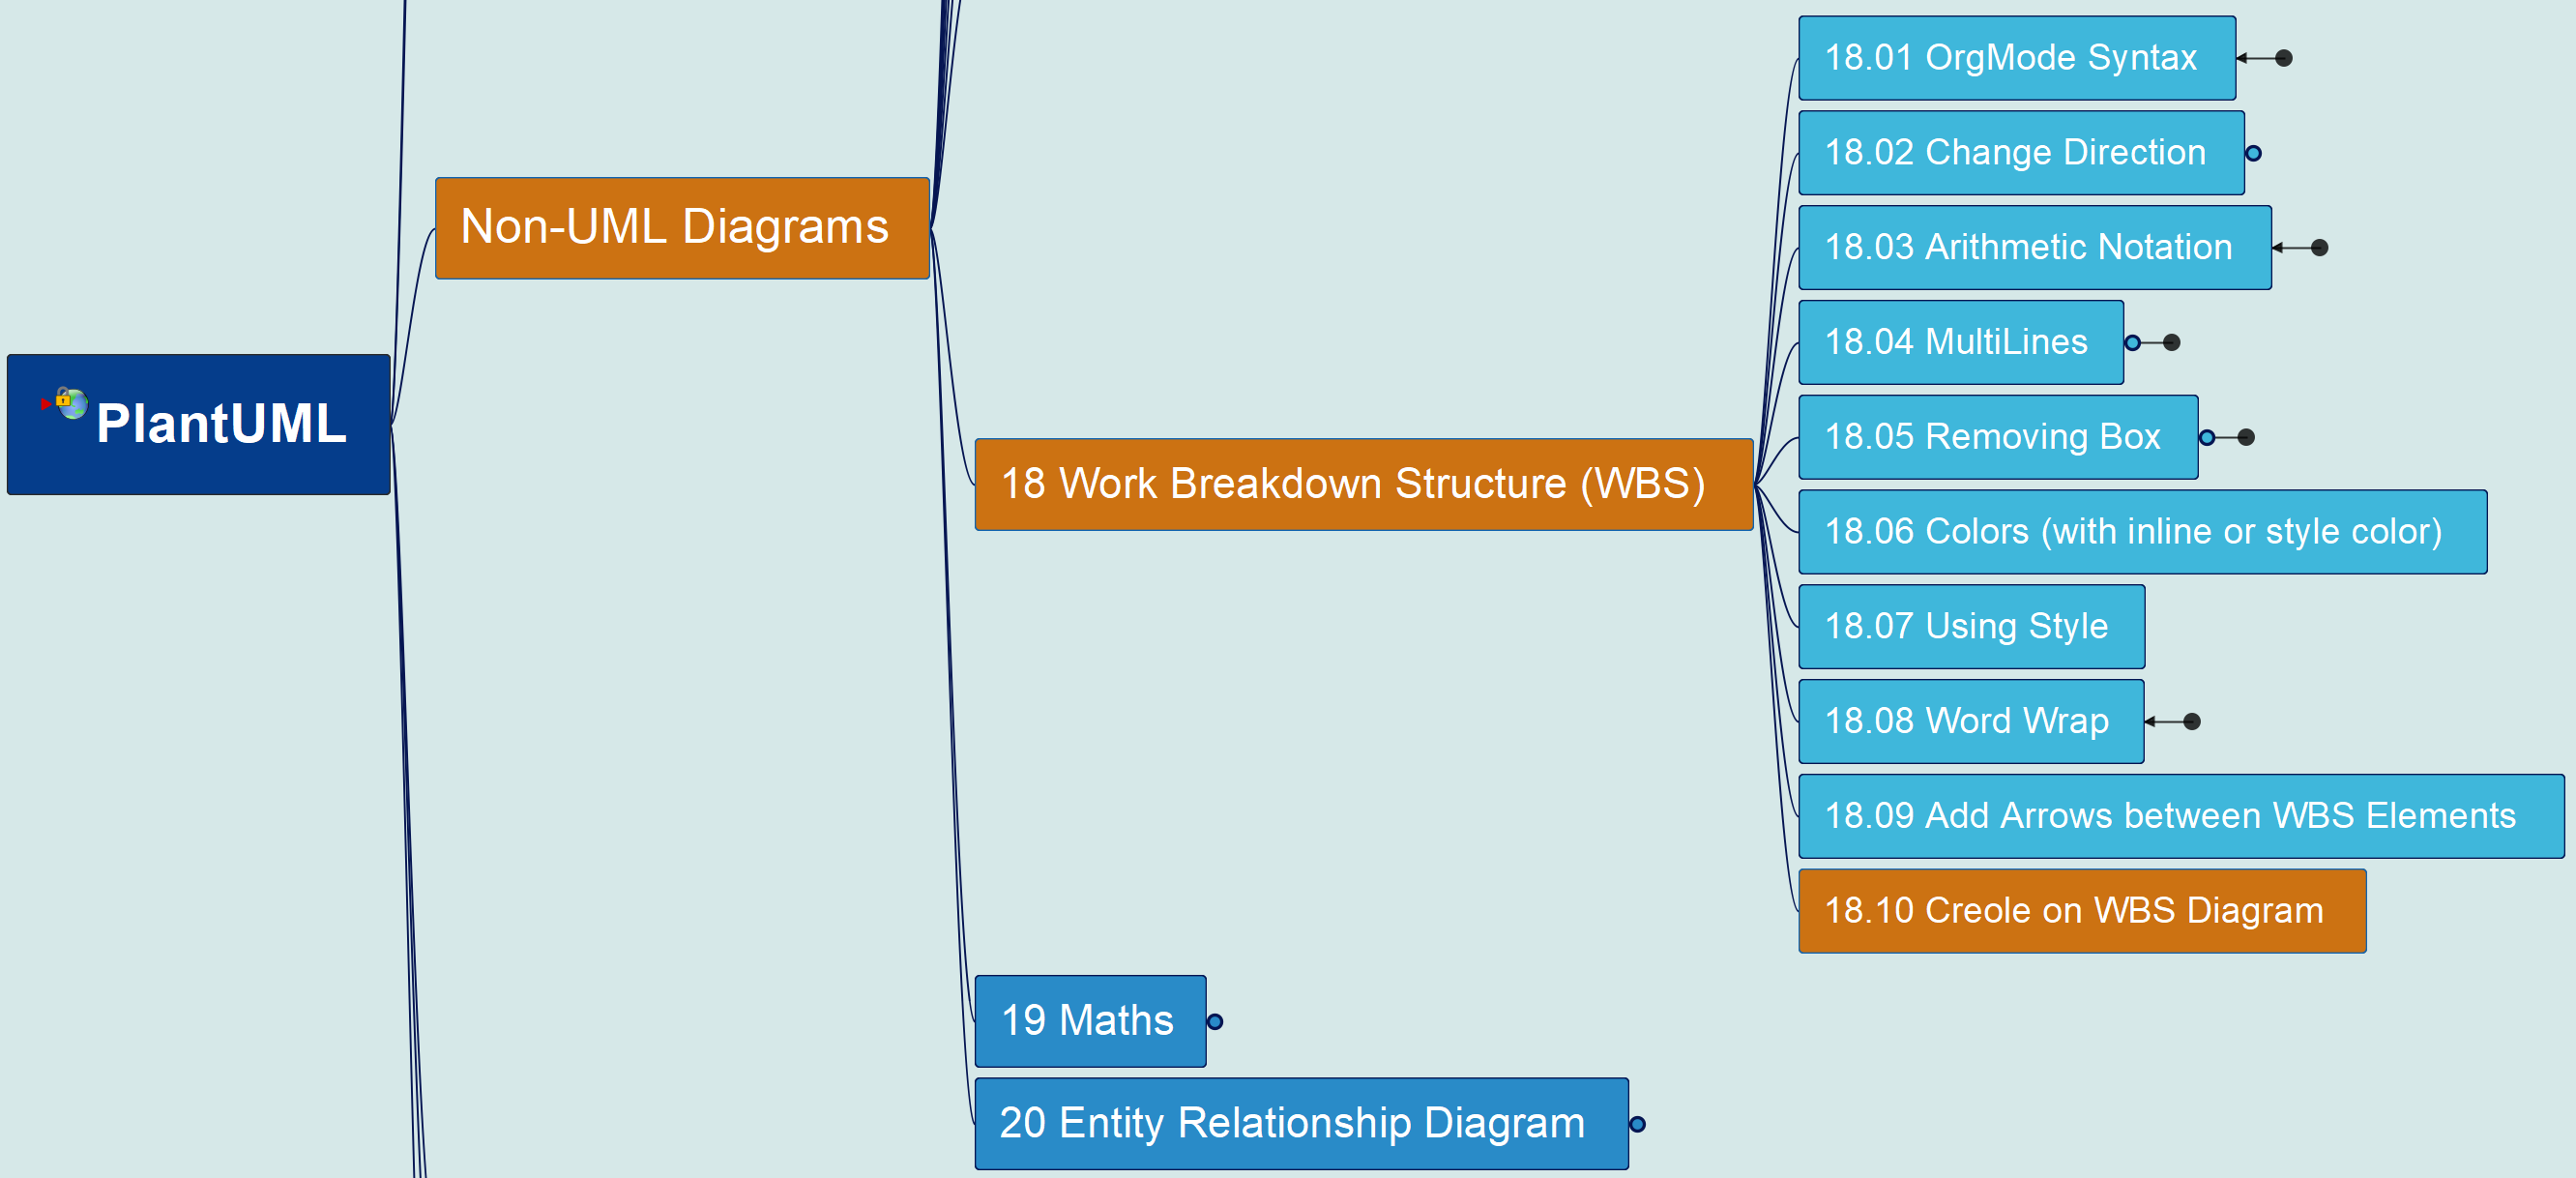 PlantUML
Non-UML Diagrams
18 Work Breakdown Structure (WBS)
18.01 OrgMode Syntax
18.02 Change Direction
18.03 Arithmetic Notation
18.04 MultiLines
18.05 Removing Box
18.06 Colors (with inline or style color)
18.07 Using Style
18.08 Word Wrap
18.09 Add Arrows between WBS Elements
18.10 Creole on WBS Diagram
19 Maths
20 Entity Relationship Diagram